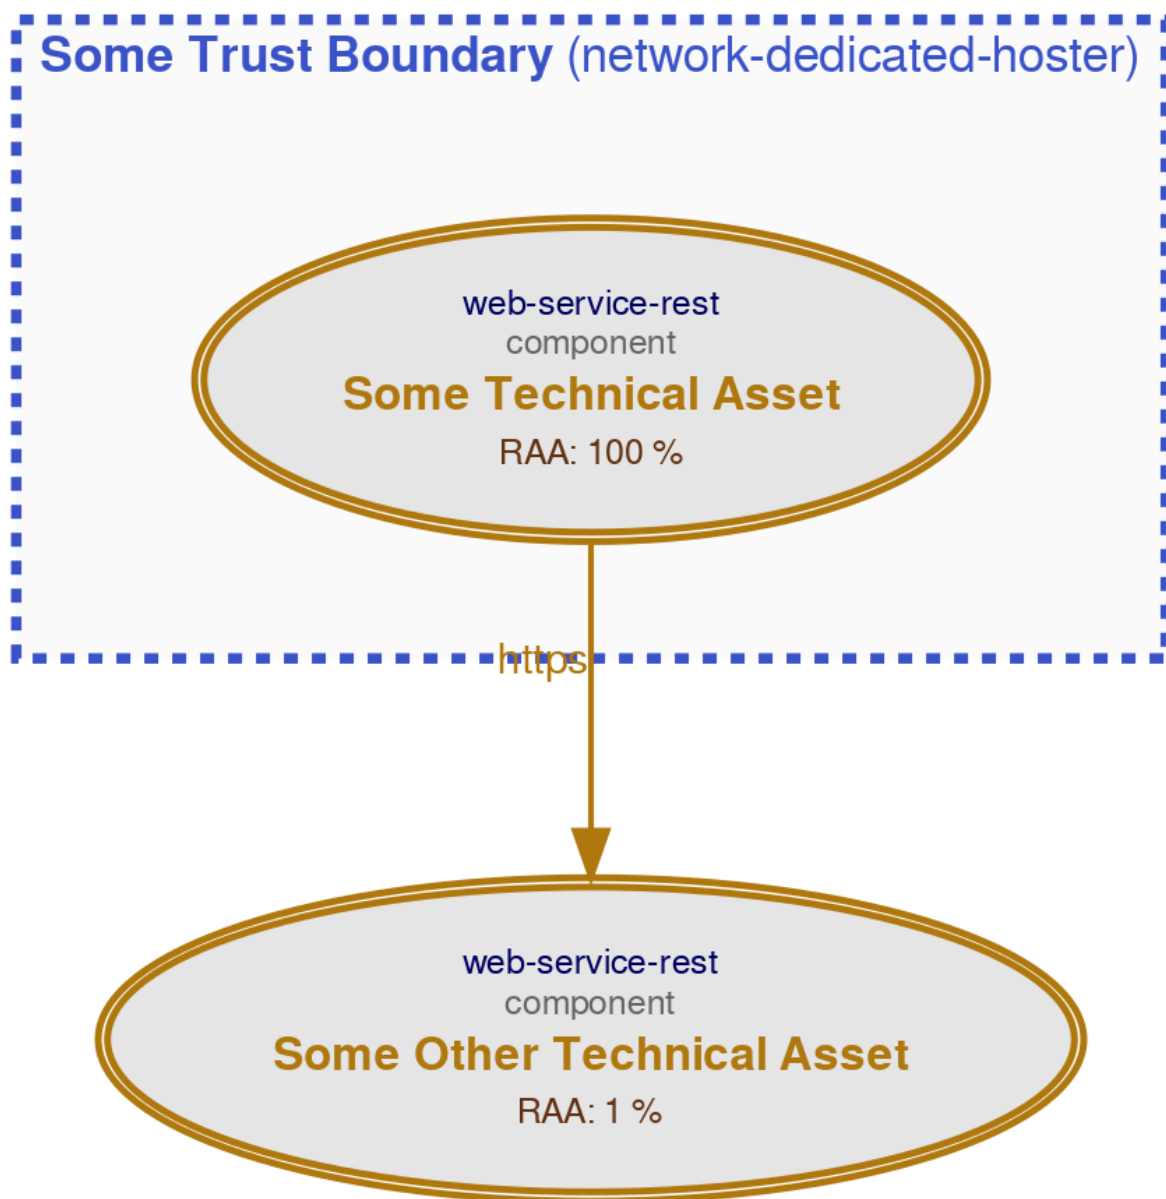 Some Trust Boundary (network-dedicated-hoster)
web-service-rest
component
Some Technical Asset
RAA: 100 %
https
web-service-rest
component
Some Other Technical Asset
RAA: 1 %